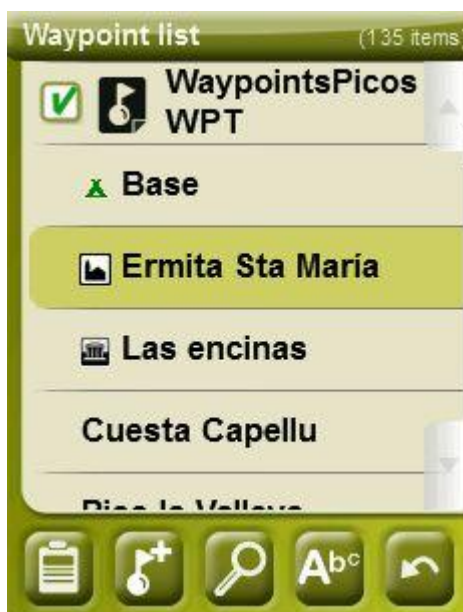 Waypoint list (135 items)
WaypointsPicos
WPT
Base
Ermita Sta María
Las encinas
Cuesta Capellu
Abc